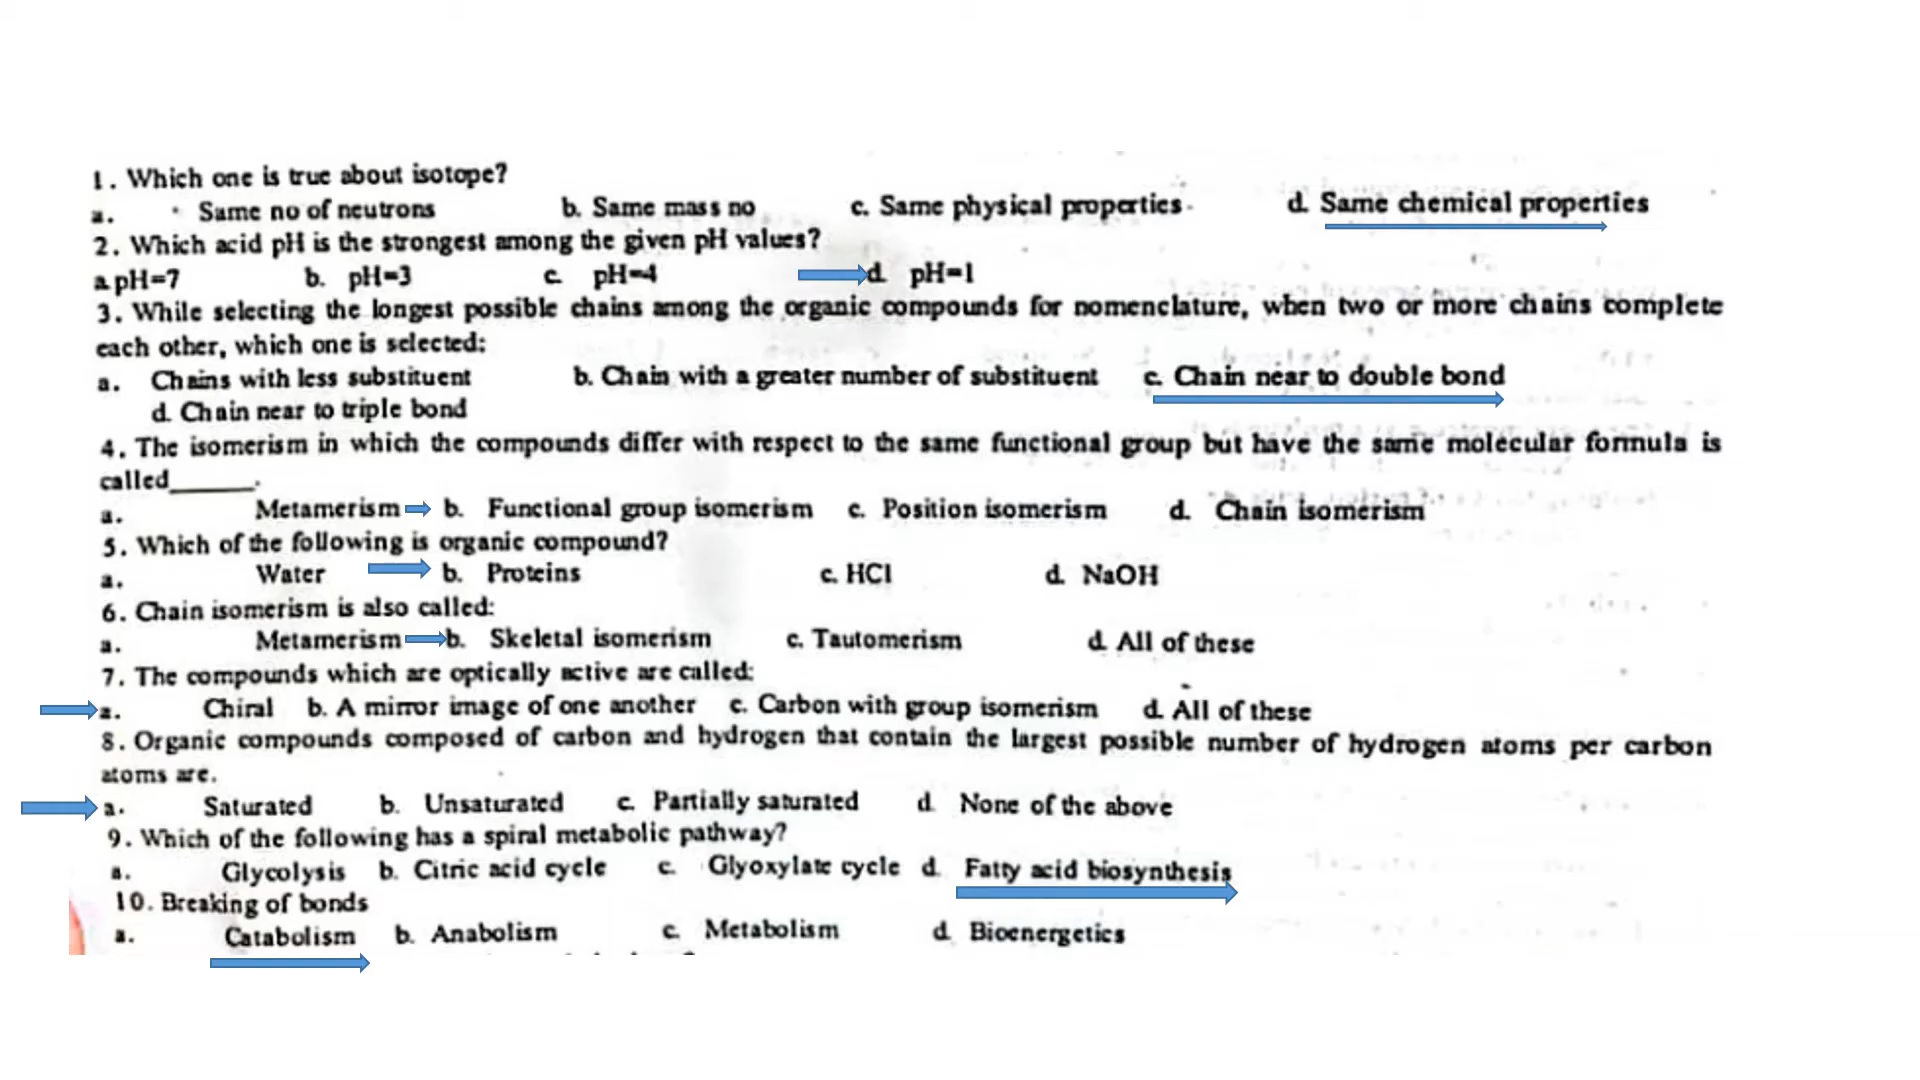 1. Which one is true about isotope?
a. Same no of neutrons b. Same mass no c. Same physical properties d. Same chemical properties
2. Which acid pH is the strongest among the given pH values?
a. pH=7 b. pH=3 c. pH=4 d. pH=1
3. While selecting the longest possible chains among the organic compounds for nomenclature, when two or more chains complete
each other, which one is selected:
a. Chains with less substituent b. Chain with a greater number of substituent c. Chain near to double bond
d. Chain near to triple bond
4. The isomerism in which the compounds differ with respect to the same functional group but have the same molecular formula is
called______.
a. Metamerism b. Functional group isomerism c. Position isomerism d. Chain isomerism
5. Which of the following is organic compound?
a. Water b. Proteins c. HCl d. NaOH
6. Chain isomerism is also called:
a. Metamerism b. Skeletal isomerism c. Tautomerism d. All of these
7. The compounds which are optically active are called:
a. Chiral b. A mirror image of one another c. Carbon with group isomerism d. All of these
8. Organic compounds composed of carbon and hydrogen that contain the largest possible number of hydrogen atoms per carbon
atoms are.
a. Saturated b. Unsaturated c. Partially saturated d. None of the above
9. Which of the following has a spiral metabolic pathway?
a. Glycolysis b. Citric acid cycle c. Glyoxylate cycle d. Fatty acid biosynthesis
10. Breaking of bonds
a. Catabolism b. Anabolism c. Metabolism d. Bioenergetics